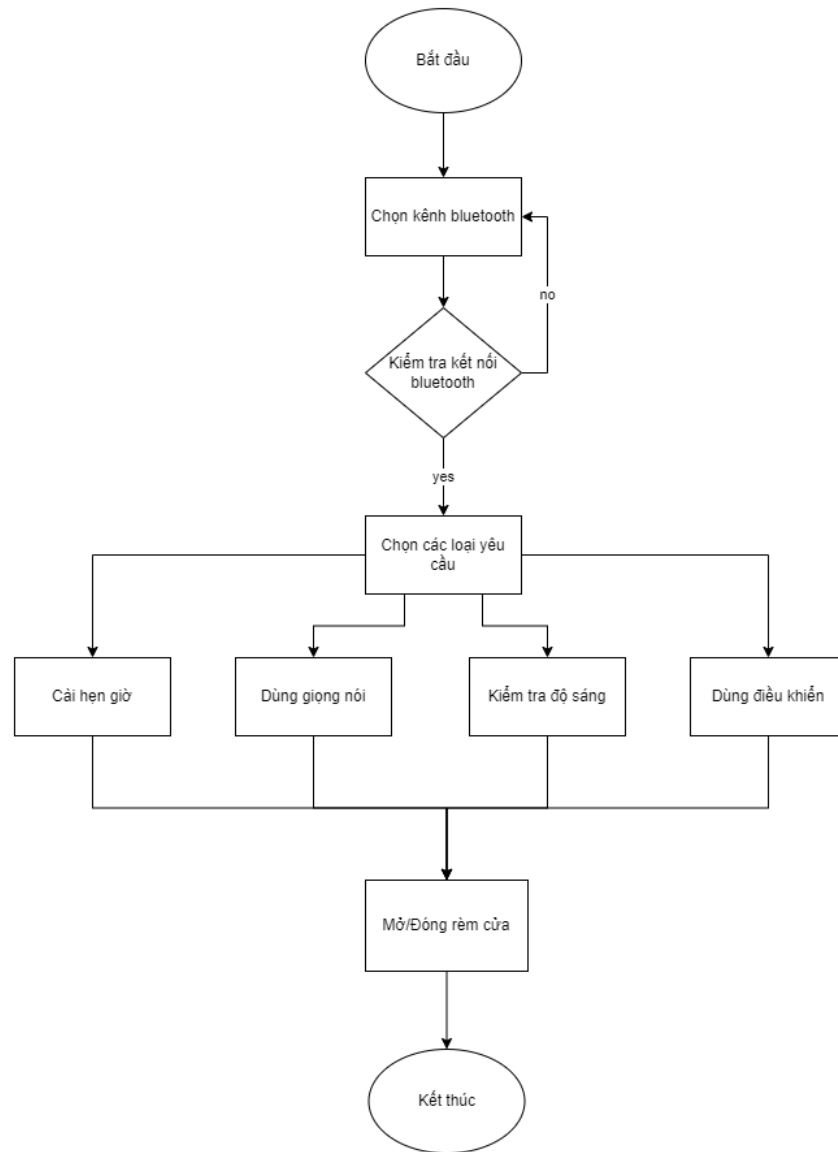 Bắt đầu
Chọn kênh bluetooth
no
Kiểm tra kết nối
bluetooth
yes
Chọn các loại yêu
cầu
Cải hẹn giờ
Dùng giọng nói
Kiểm tra độ sáng
Dùng điều khiển
Mở/Đóng rèm cửa
Kết thúc